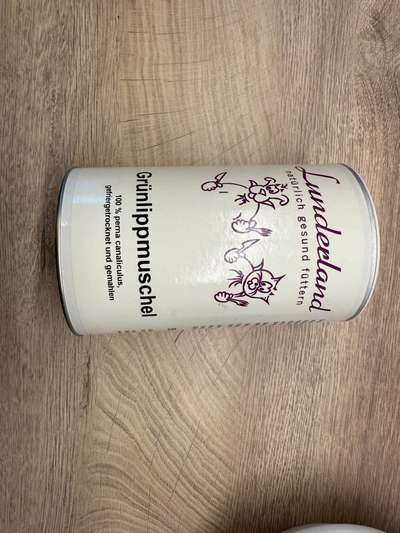 Lunderland
natürlich gesund füttern
Grünlippmuschel
100 % perna canaliculus,
gefriergetrocknet und gemahlen